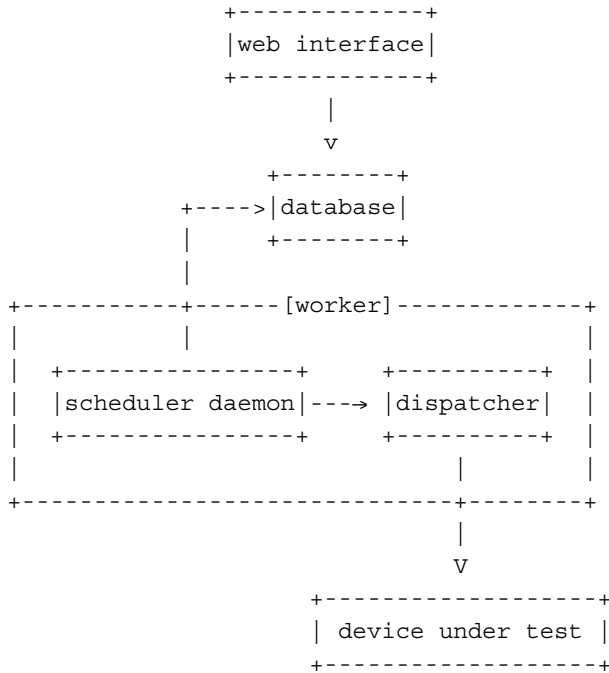 web interface
database
[worker]
scheduler daemon
dispatcher
device under test